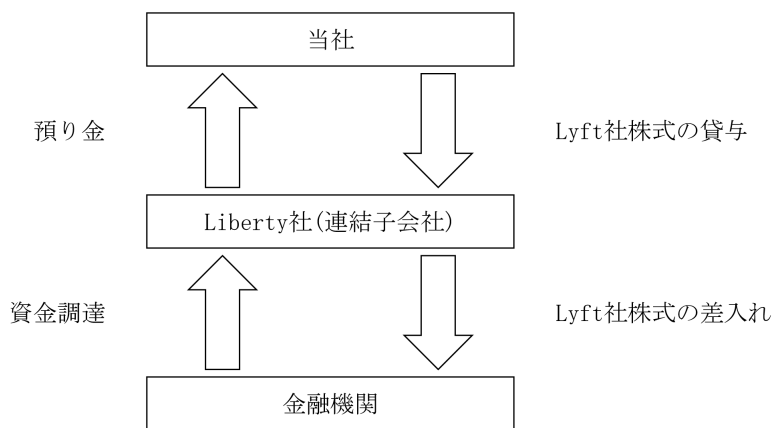 当社
預り金
Lyft社株式の貸与
Liberty社(連結子会社)
資金調達
Lyft社株式の差入れ
金融機関